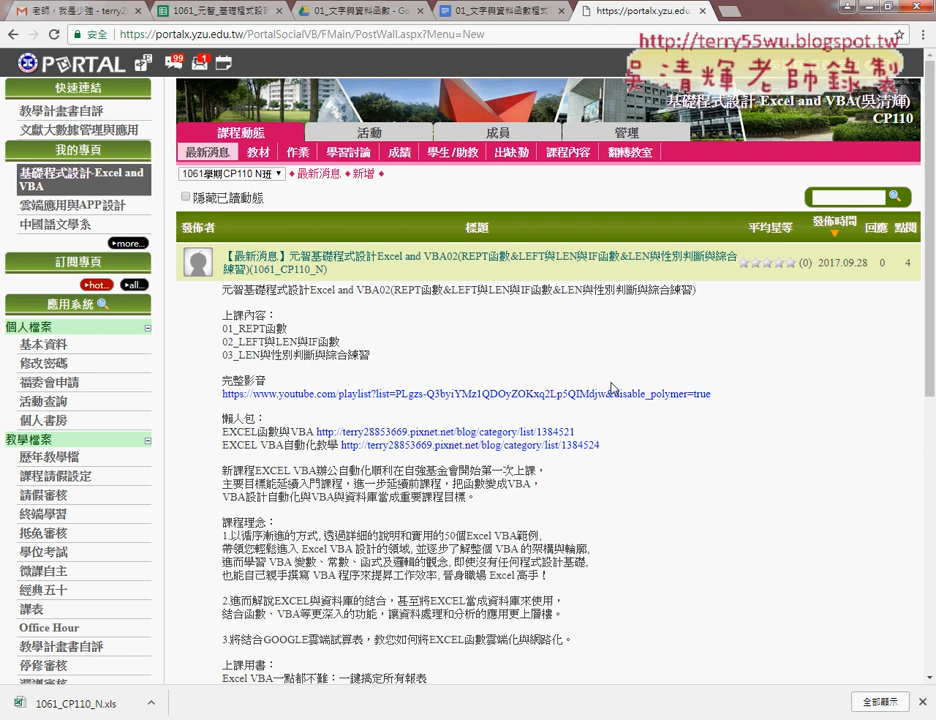 老師，我是少強 - terry2
1061_元智_基礎程式設計
01_文字與資料函數 - Go
01_文字與資料函數程式
https://portalx.yzu.edu
安全 https://portalx.yzu.edu.tw/PortalSocialVB/FMain/PostWall.aspx?Menu=New
http://terry55wu.blogspot.tw
吳清輝老師錄製
PORTAL
99
1
基礎程式設計-Excel and VBA(吳清輝)
CP110
快速連結
教學計畫書自評
文獻大數據管理與應用
我的專頁
基礎程式設計-Excel and VBA
雲端應用與APP設計
中國語文學系
more...
訂閱專頁
hot...
all...
應用系統
個人檔案
基本資料
修改密碼
福委會申請
活動查詢
個人書房
教學檔案
歷年教學檔
課程請假設定
請假審核
終端學習
抵免審核
學位考試
微課自主
經典五十
課表
Office Hour
教學計畫書自評
停修審核
課程動態 活動 成員 管理
最新消息 教材 作業 學習討論 成績 學生/助教 出缺勤 課程內容 翻轉教室
1061學期CP110 N班 ♦最新消息 ♦新增 ♦
隱藏已讀動態
發佈者 標題 平均星等 發佈時間 回應 點閱
【最新消息】元智基礎程式設計Excel and VBA02(REPT函數&LEFT與LEN與IF函數&LEN與性別判斷與綜合
練習)(1061_CP110_N)
(0) 2017.09.28 0 4
元智基礎程式設計Excel and VBA02(REPT函數&LEFT與LEN與IF函數&LEN與性別判斷與綜合練習)
上課內容：
01_REPT函數
02_LEFT與LEN與IF函數
03_LEN與性別判斷與綜合練習
完整影音
https://www.youtube.com/playlist?list=PLgzs-Q3byiYMz1QDOyZOKxq2Lp5QIMdjw&disable_polymer=true
懶人包：
EXCEL函數與VBA http://terry28853669.pixnet.net/blog/category/list/1384521
EXCEL VBA自動化教學 http://terry28853669.pixnet.net/blog/category/list/1384524
新課程EXCEL VBA辦公自動化順利在自強基金會開始第一次上課，
主要目標能延續入門課程，進一步延續前課程，把函數變成VBA，
VBA設計自動化與VBA與資料庫當成重要課程目標。
課程理念：
1.以循序漸進的方式, 透過詳細的說明和實用的50個Excel VBA範例,
帶領您輕鬆進入 Excel VBA 設計的領域, 並逐步了解整個 VBA 的架構與輪廓,
進而學習 VBA 變數、常數、函式及邏輯的觀念, 即使沒有任何程式設計基礎,
也能自己親手撰寫 VBA 程序來提昇工作效率, 晉身職場 Excel 高手！
2.進而解說EXCEL與資料庫的結合，甚至將EXCEL當成資料庫來使用，
結合函數、VBA等更深入的功能，讓資料處理和分析的應用更上層樓。
3.將結合GOOGLE雲端試算表，教您如何將EXCEL函數雲端化與網路化。
上課用書：
Excel VBA一點都不難：一鍵搞定所有報表
1061_CP110_N.xls
全部顯示